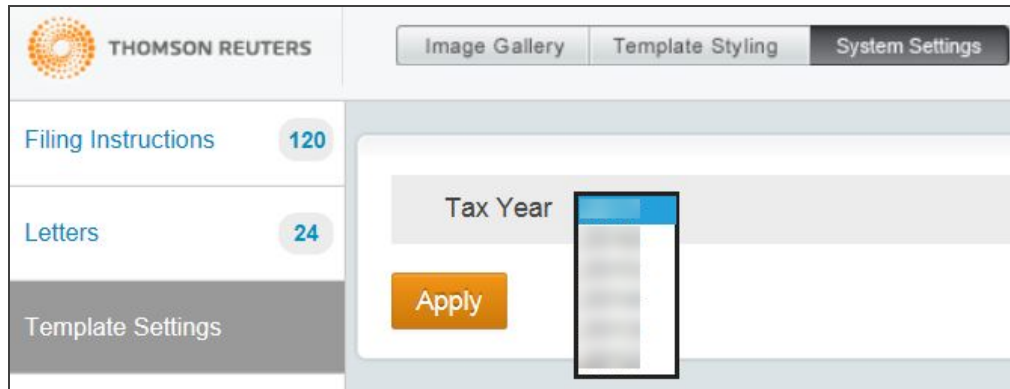 THOMSON REUTERS
Image Gallery Template Styling System Settings
Filing Instructions 120
Tax Year
Letters 24
Apply
Template Settings